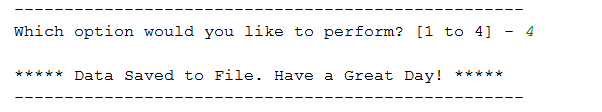 ----------------------------------------------------
Which option would you like to perform? [1 to 4] - 4
***** Data Saved to File. Have a Great Day! *****
----------------------------------------------------